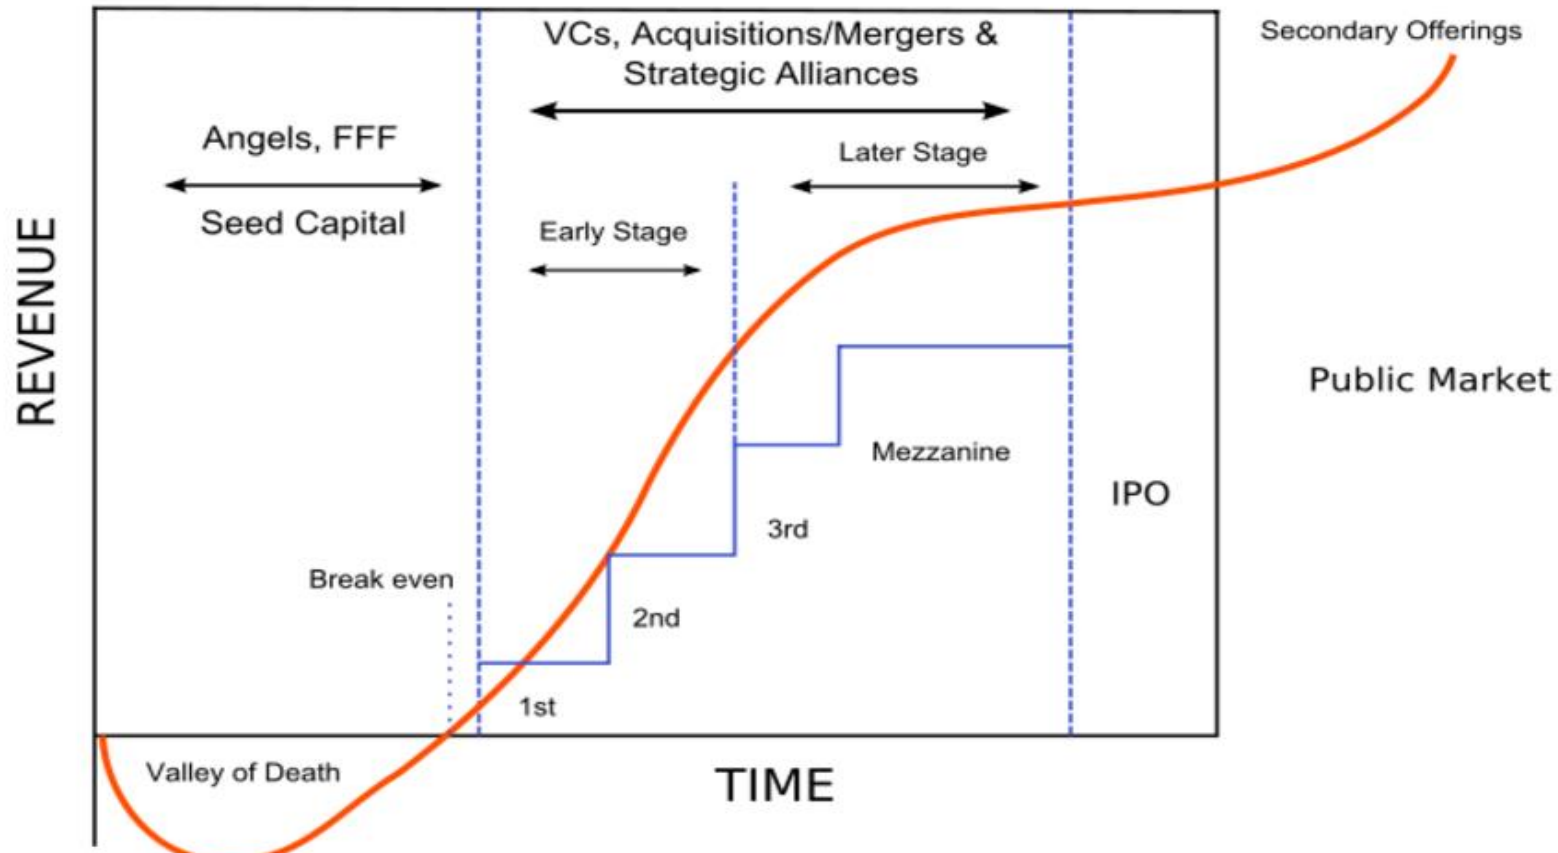 VCs, Acquisitions/Mergers &
Strategic Alliances
Secondary Offerings
Angels, FFF
Seed Capital
Later Stage
Early Stage
REVENUE
Public Market
Mezzanine
IPO
3rd
Break even
2nd
1st
Valley of Death
TIME